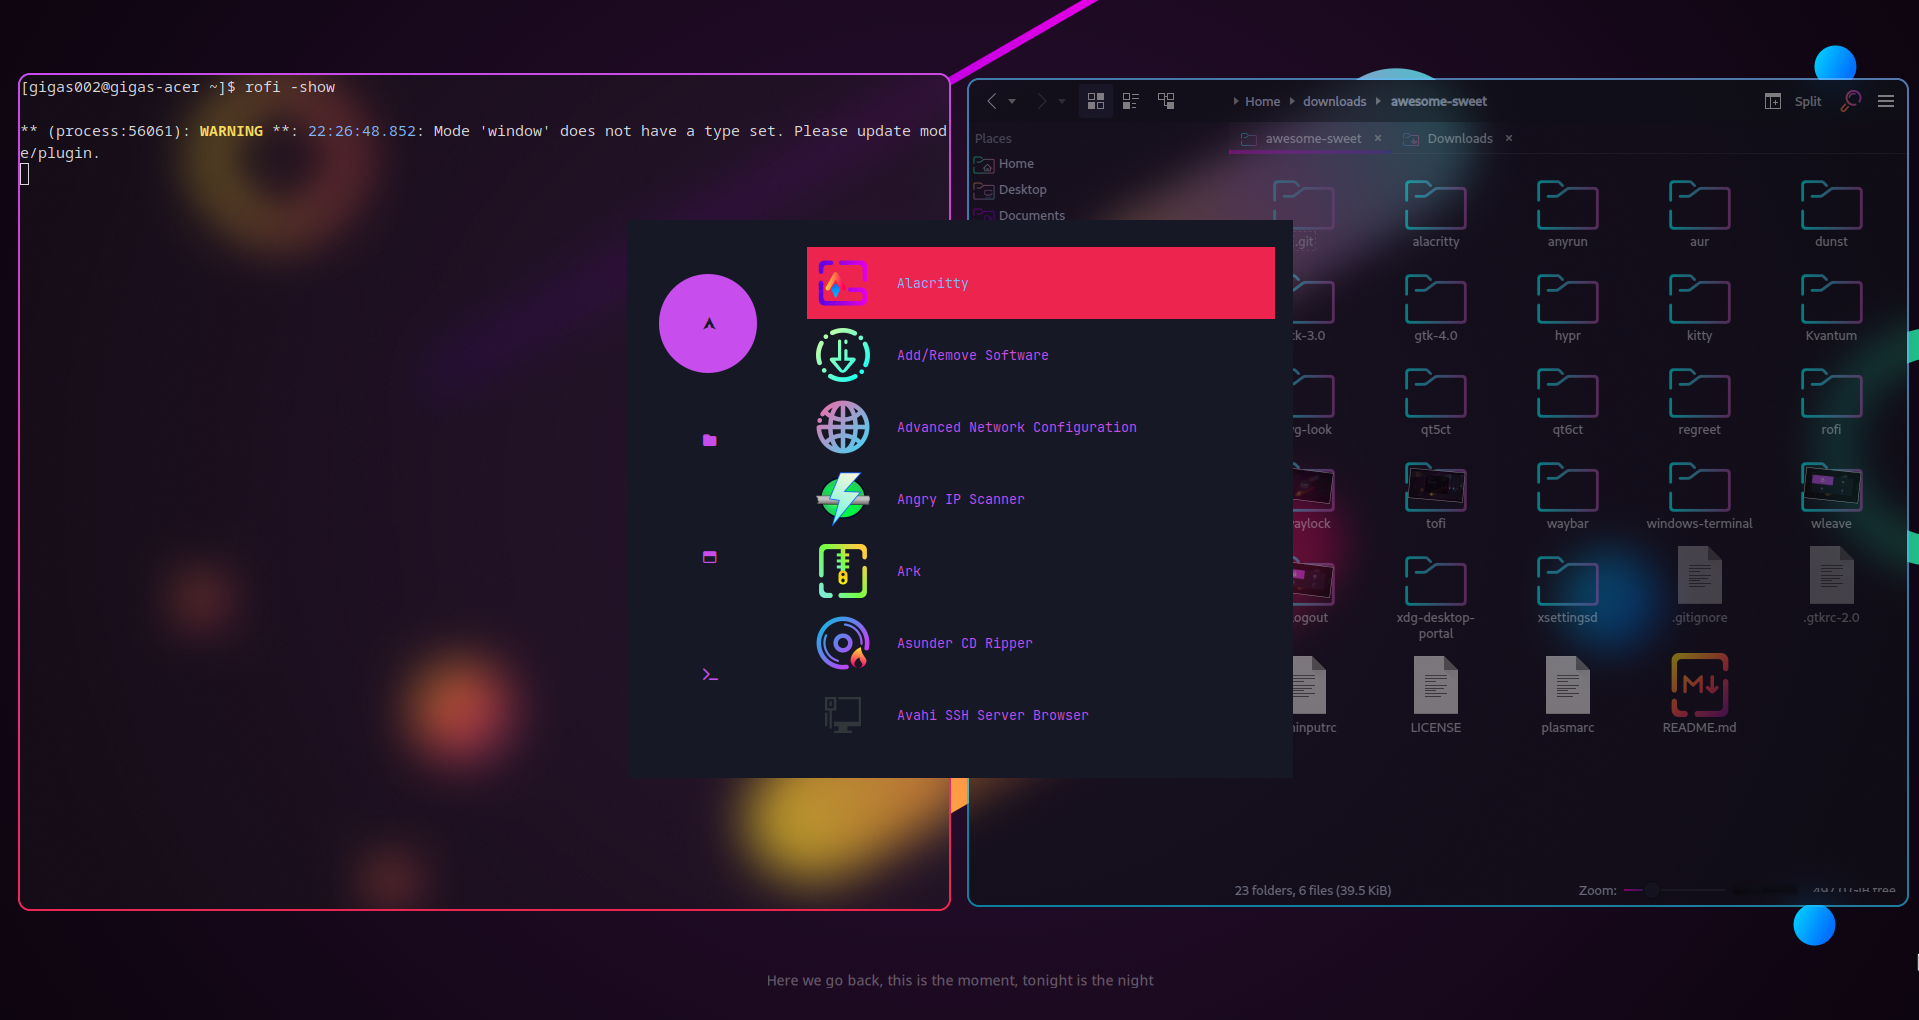 [gigas002@gigas-acer ~]$ rofi -show
** (process:56061): WARNING **: 22:26:48.852: Mode 'window' does not have a type set. Please update mod
e/plugin.
Home downloads awesome-sweet
Split
Places
Home
Desktop
Documents
awesome-sweet
Downloads
.git
alacritty
anyrun
aur
dunst
k-3.0
gtk-4.0
hypr
kitty
Kvantum
g-look
qt5ct
qt6ct
regreet
rofi
aylock
tofi
waybar
windows-terminal
wleave
ogout
xdg-desktop-
portal
xsettingsd
.gitignore
.gtkrc-2.0
inputrc
LICENSE
plasmarc
README.md
23 folders, 6 files (39.5 KiB)
Zoom:
free
Alacritty
Add/Remove Software
Advanced Network Configuration
Angry IP Scanner
Ark
Asunder CD Ripper
Avahi SSH Server Browser
Here we go back, this is the moment, tonight is the night